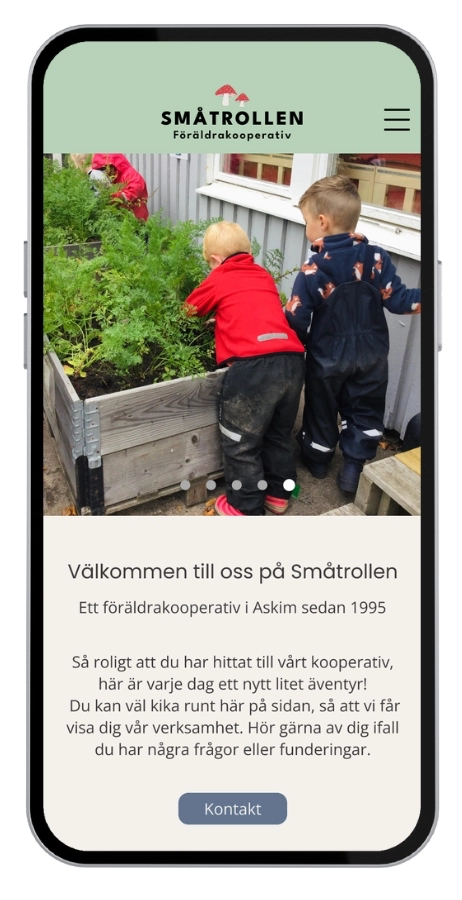 SMÅTROLLEN
Föräldrakooperativ
Välkommen till oss på Småtrollen
Ett föräldrakooperativ i Askim sedan 1995
Så roligt att du har hittat till vårt kooperativ,
här är varje dag ett nytt litet äventyr!
Du kan väl kika runt här på sidan, så att vi får
visa dig vår verksamhet. Hör gärna av dig ifall
du har några frågor eller funderingar.
Kontakt